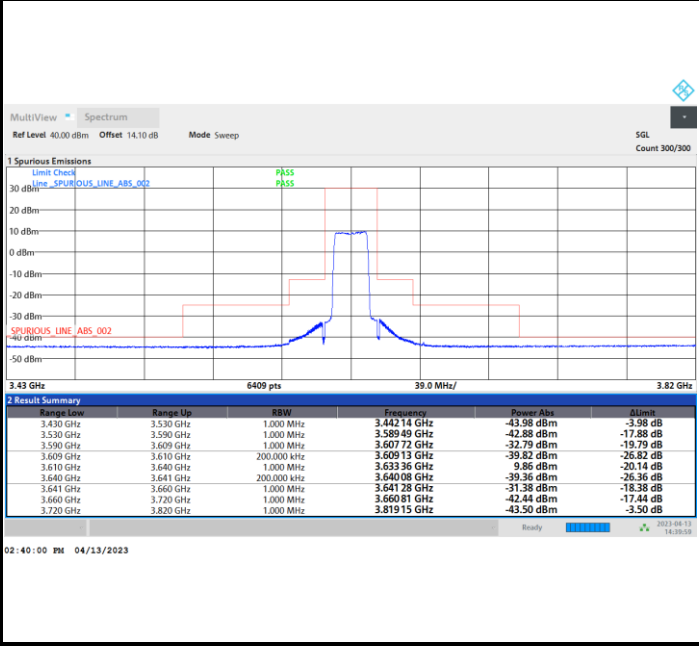 MultiView Spectrum
Ref Level 40.00 dBm Offset 14.10 dB Mode Sweep SGL
Count 300/300
1 Spurious Emissions
Limit Check PASS
Line _SPURIOUS_LINE_ABS_002 PASS
30 dBm
20 dBm
10 dBm
0 dBm
-10 dBm
-20 dBm
-30 dBm
_SPURIOUS_LINE_ABS_002
-40 dBm
-50 dBm
3.43 GHz 6409 pts 39.0 MHz/ 3.82 GHz
2 Result Summary
Range Low Range Up RBW Frequency Power Abs ΔLimit
3.430 GHz 3.530 GHz 1.000 MHz 3.442 14 GHz -43.98 dBm -3.98 dB
3.530 GHz 3.590 GHz 1.000 MHz 3.589 49 GHz -42.88 dBm -17.88 dB
3.590 GHz 3.609 GHz 1.000 MHz 3.607 72 GHz -32.79 dBm -19.79 dB
3.609 GHz 3.610 GHz 200.000 kHz 3.609 13 GHz -39.82 dBm -26.82 dB
3.610 GHz 3.640 GHz 1.000 MHz 3.633 36 GHz 9.86 dBm -20.14 dB
3.640 GHz 3.641 GHz 200.000 kHz 3.640 08 GHz -39.36 dBm -26.36 dB
3.641 GHz 3.660 GHz 1.000 MHz 3.641 28 GHz -31.38 dBm -18.38 dB
3.660 GHz 3.720 GHz 1.000 MHz 3.660 81 GHz -42.44 dBm -17.44 dB
3.720 GHz 3.820 GHz 1.000 MHz 3.819 15 GHz -43.50 dBm -3.50 dB
Ready 2023-04-13
14:39:59
02:40:00 PM 04/13/2023